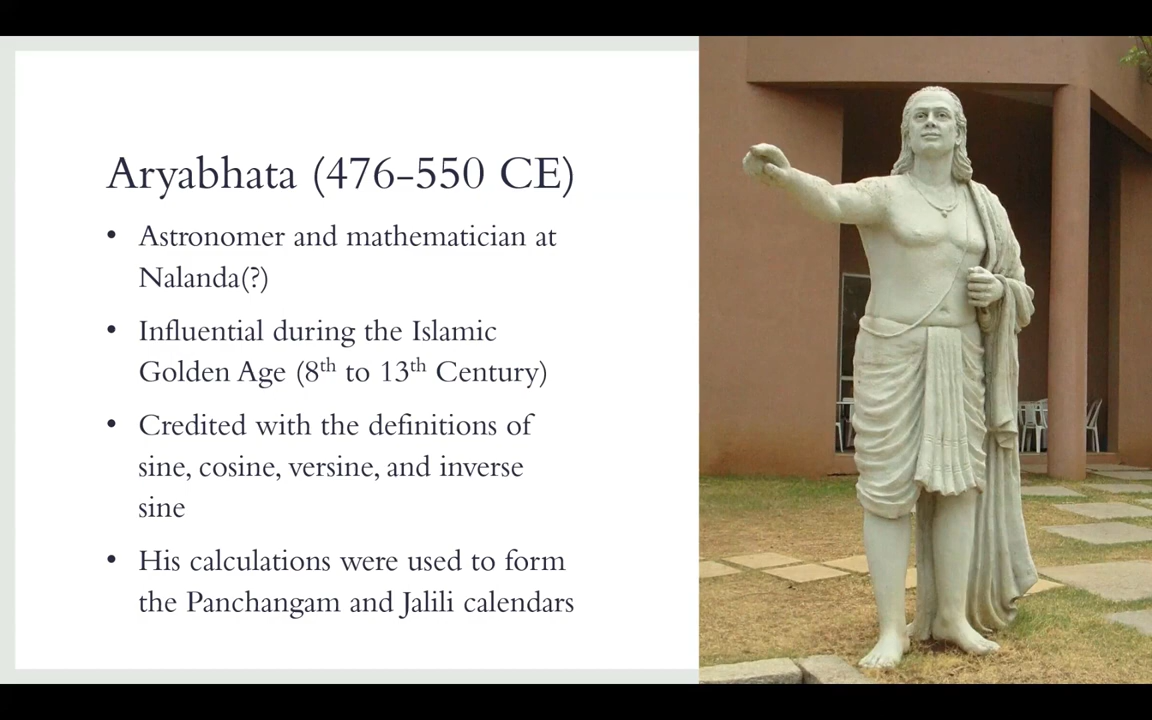 Aryabhata (476-550 CE)
• Astronomer and mathematician at
Nalanda(?)
• Influential during the Islamic
Golden Age (8th to 13th Century)
• Credited with the definitions of
sine, cosine, versine, and inverse
sine
• His calculations were used to form
the Panchangam and Jalili calendars